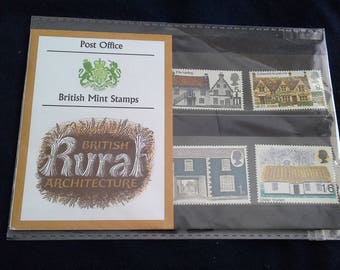 Post Office
British Mint Stamps
BRITISH
Rural
ARCHITECTURE